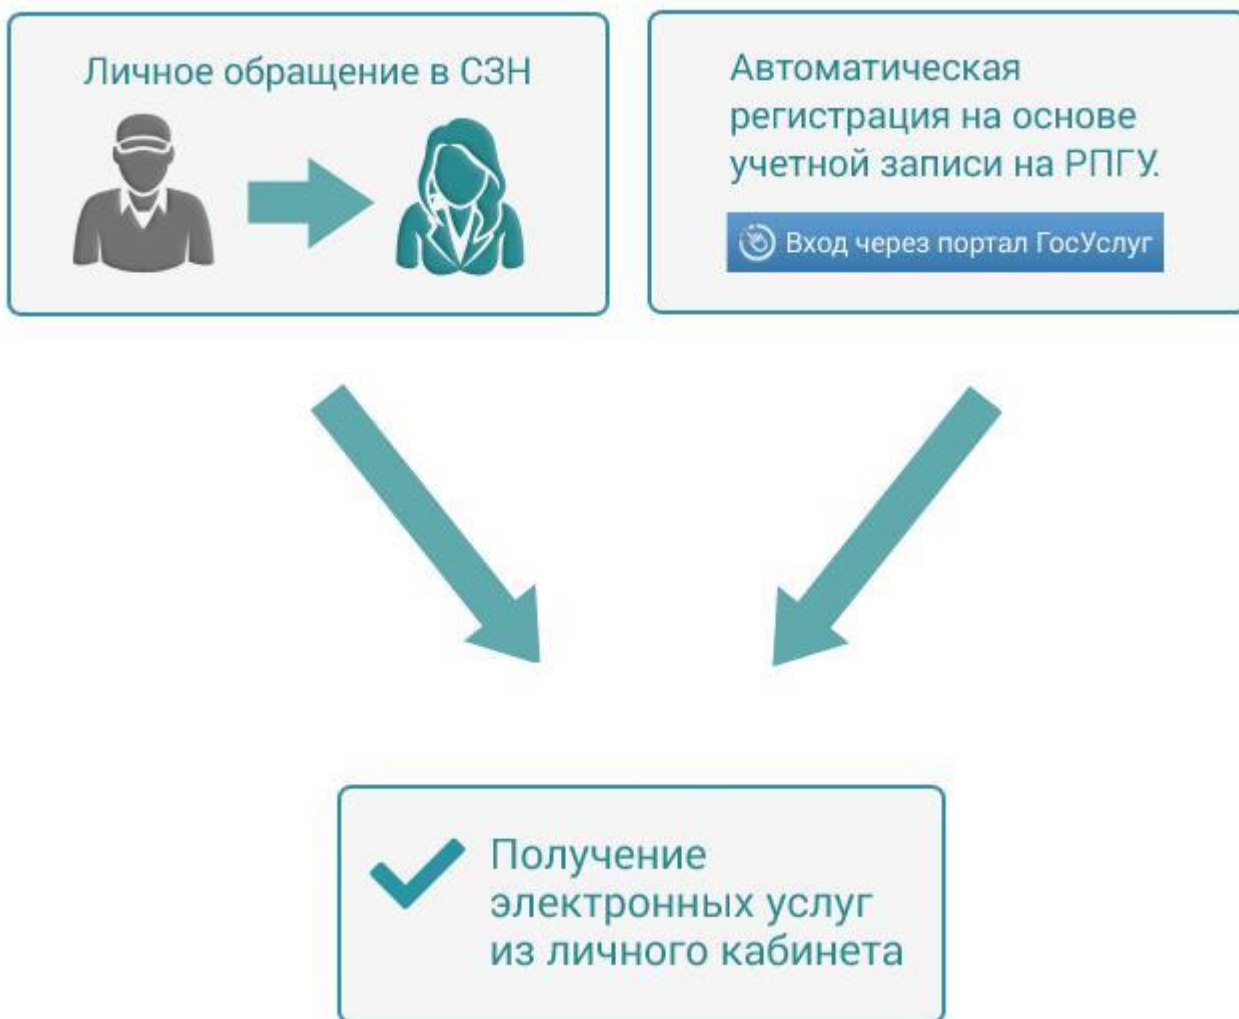 Личное обращение в СЗН
Автоматическая
регистрация на основе
учетной записи на РПГУ.
Вход через портал ГосУслуг
Получение
электронных услуг
из личного кабинета